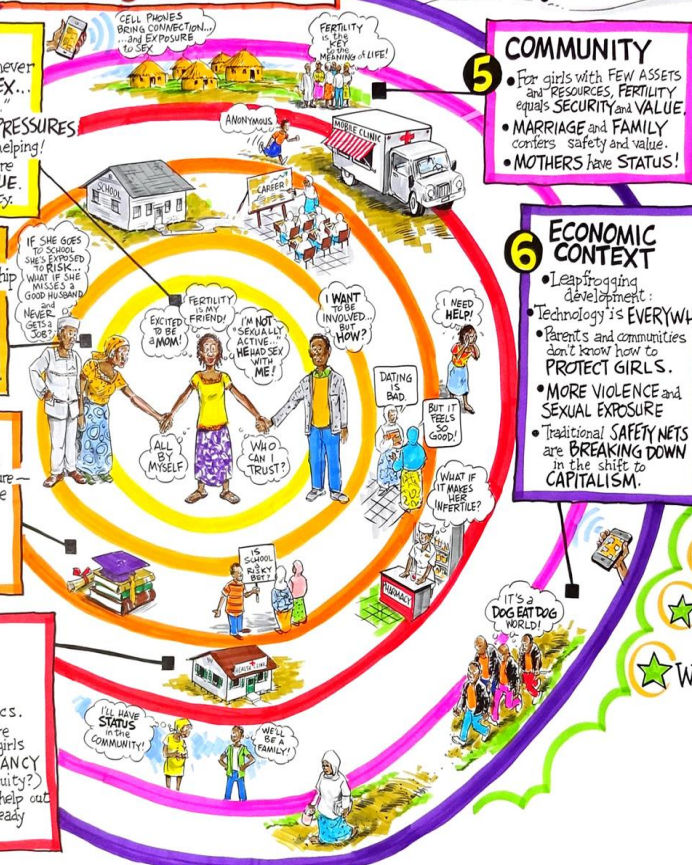 CELL PHONES
BRING CONNECTION...
...and EXPOSURE
to SEX
FERTILITY
is the
KEY
to the
MEANING of LIFE!
never
EX...
PRESSURES
helping!
re
UE.
5
COMMUNITY
• For girls with FEW ASSETS
and RESOURCES, FERTILITY
equals SECURITY and VALUE.
• MARRIAGE and FAMILY
confers safety and value.
• MOTHERS have STATUS!
ANONYMOUS
MOBILE CLINIC
SCHOOL
CAREER!
6
ECONOMIC
CONTEXT
• Leapfrogging
development:
• Technology is EVERYWH
• Parents and communities
don't know how to
PROTECT GIRLS.
• MORE VIOLENCE and
SEXUAL EXPOSURE
• Traditional SAFETY NETS
are BREAKING DOWN
in the shift to
CAPITALISM.
hip
IF SHE GOES
TO SCHOOL
SHE'S EXPOSED
to RISK...
WHAT IF SHE
MISSES A
GOOD HUSBAND
and
NEVER
GETS a
JOB?
EXCITED
TO BE
a MOM!
FERTILITY
IS MY
FRIEND!
I'M NOT
"SEXUALLY
ACTIVE..."
HE HAD SEX
WITH
ME!
I WANT
TO BE
INVOLVED...
BUT
HOW?
I NEED
HELP!
ALL
BY
MYSELF
WHO
CAN I
TRUST?
DATING
IS
BAD.
BUT IT
FEELS
SO
GOOD!
WHAT IF
IT MAKES
HER
INFERTILE?
PHARMACY
ure—
e
IS
SCHOOL
a
RISKY
BET?
HEALTH CLINIC
IT'S a
DOG EAT DOG
WORLD!
W
I'LL HAVE
STATUS
in the
COMMUNITY!
WE'LL
BE A
FAMILY!
cs.
re
girls
ANCY
uity?)
help out
eady